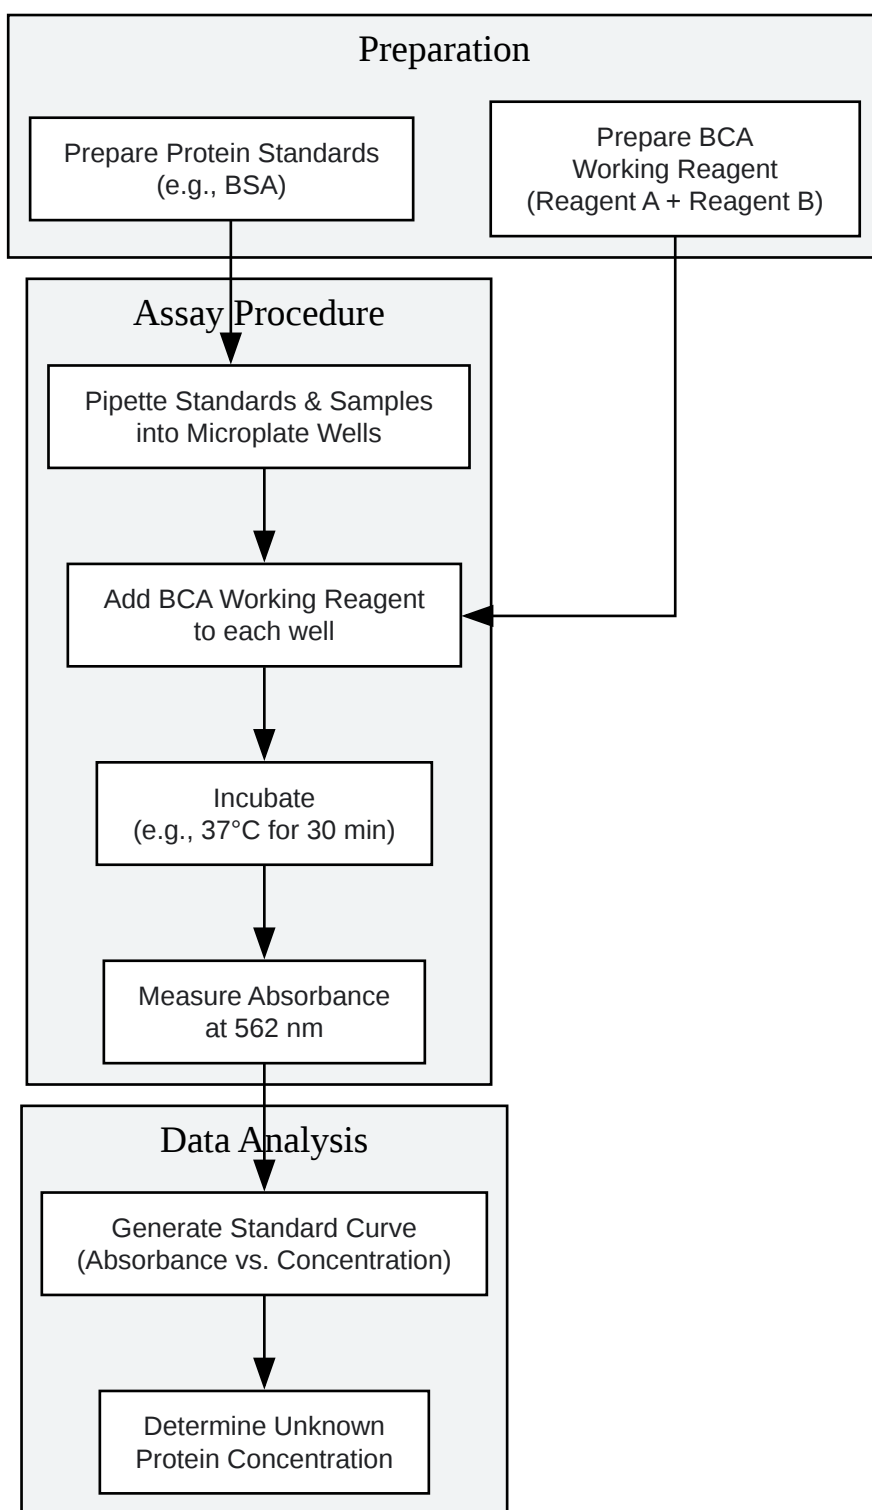 Preparation
Prepare Protein Standards
(e.g., BSA)
Prepare BCA
Working Reagent
(Reagent A + Reagent B)
Assay Procedure
Pipette Standards & Samples
into Microplate Wells
Add BCA Working Reagent
to each well
Incubate
(e.g., 37°C for 30 min)
Measure Absorbance
at 562 nm
Data Analysis
Generate Standard Curve
(Absorbance vs. Concentration)
Determine Unknown
Protein Concentration